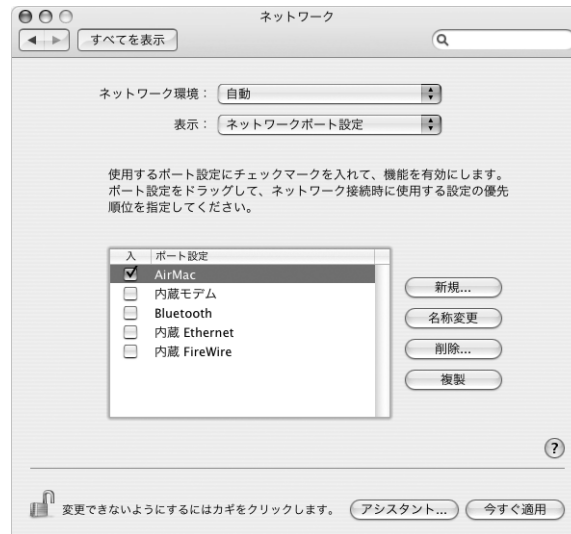 ネットワーク
すべてを表示
ネットワーク環境： 自動
表示： ネットワークポート設定
使用するポート設定にチェックマークを入れて、機能を有効にします。
ポート設定をドラッグして、ネットワーク接続時に使用する設定の優先
順位を指定してください。
入 ポート設定
AirMac
内蔵モデム
Bluetooth
内蔵 Ethernet
内蔵 FireWire
新規...
名称変更
削除...
複製
?
変更できないようにするにはカギをクリックします。 アシスタント... 今すぐ適用